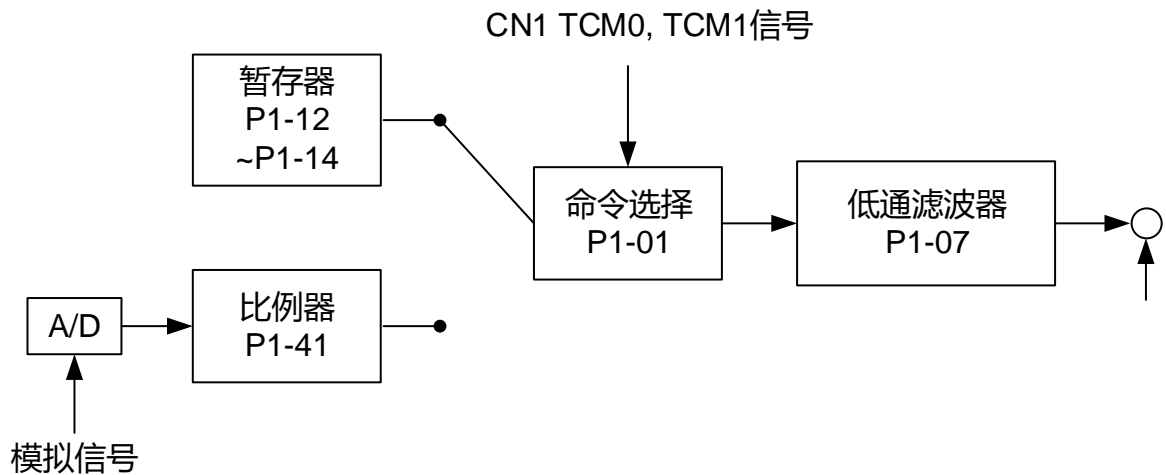 CN1 TCM0, TCM1信号
暂存器
P1-12
~P1-14
命令选择
P1-01
低通滤波器
P1-07
比例器
P1-41
A/D
模拟信号